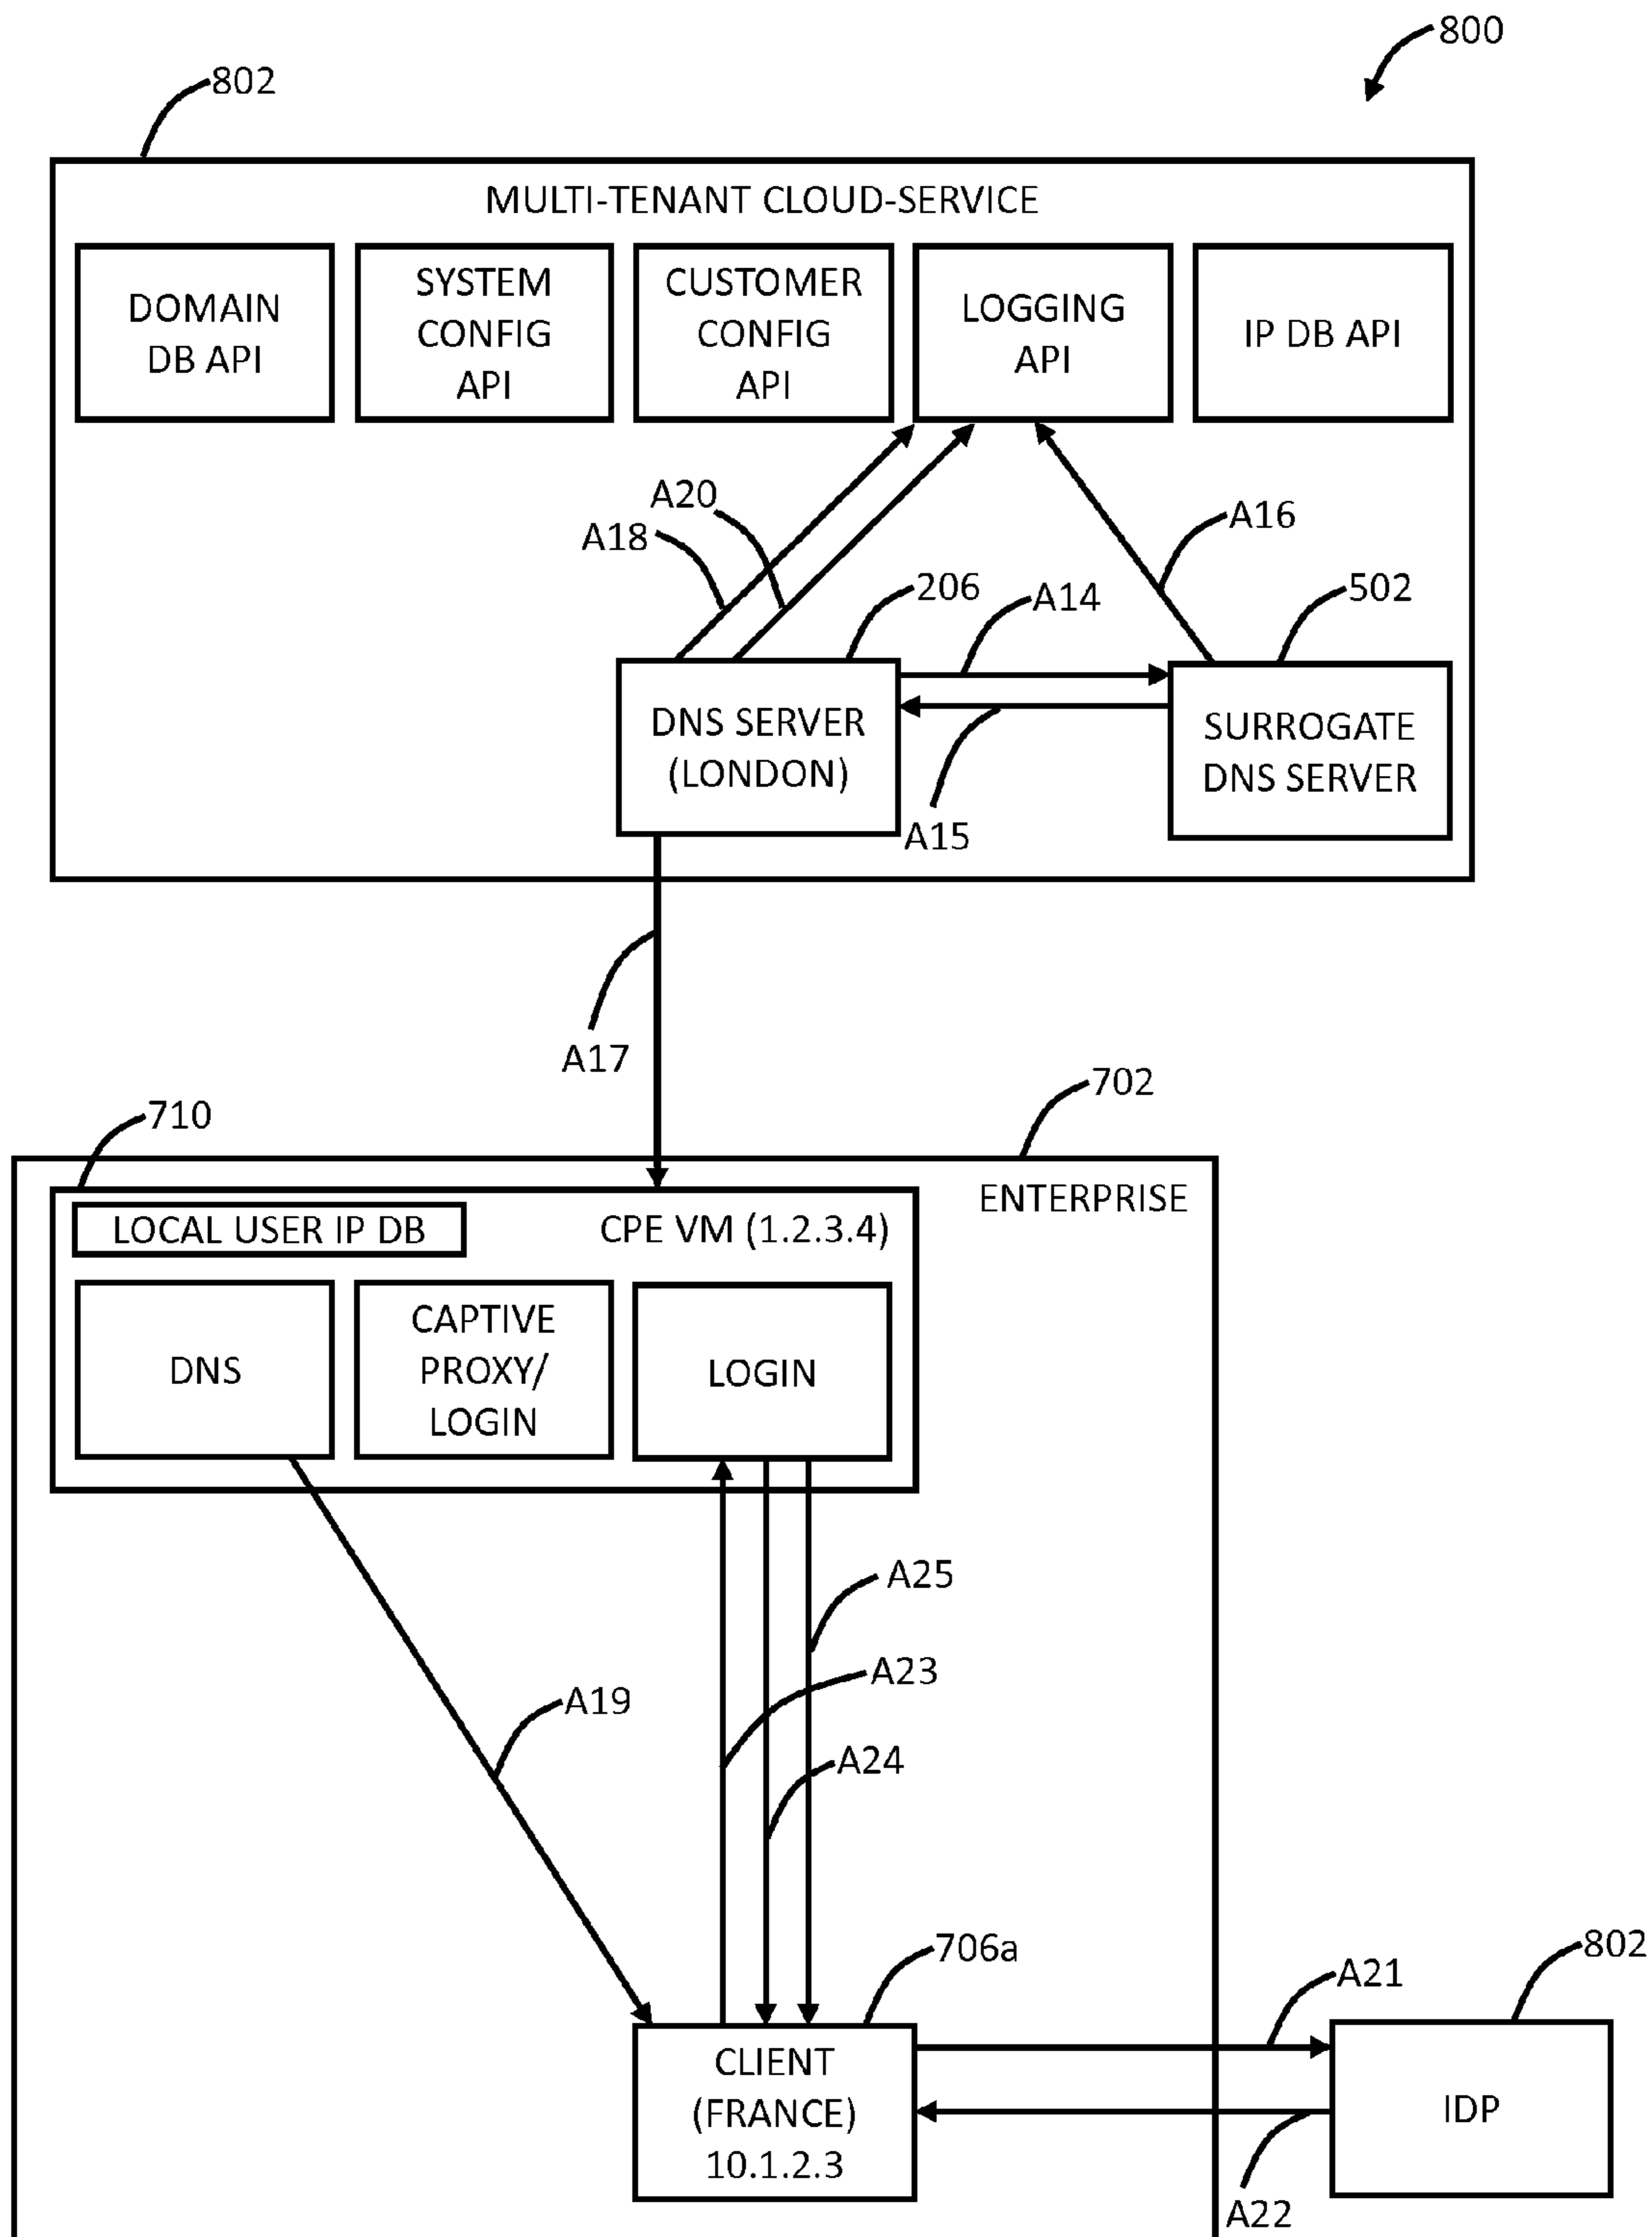 800
802
MULTI-TENANT CLOUD-SERVICE
DOMAIN
DB API
SYSTEM
CONFIG
API
CUSTOMER
CONFIG
API
LOGGING
API
IP DB API
A20
A18
A16
206
A14
502
DNS SERVER
(LONDON)
SURROGATE
DNS SERVER
A15
A17
702
710
ENTERPRISE
LOCAL USER IP DB
CPE VM (1.2.3.4)
DNS
CAPTIVE
PROXY/
LOGIN
LOGIN
A25
A23
A19
A24
706a
802
A21
CLIENT
(FRANCE)
10.1.2.3
IDP
A22